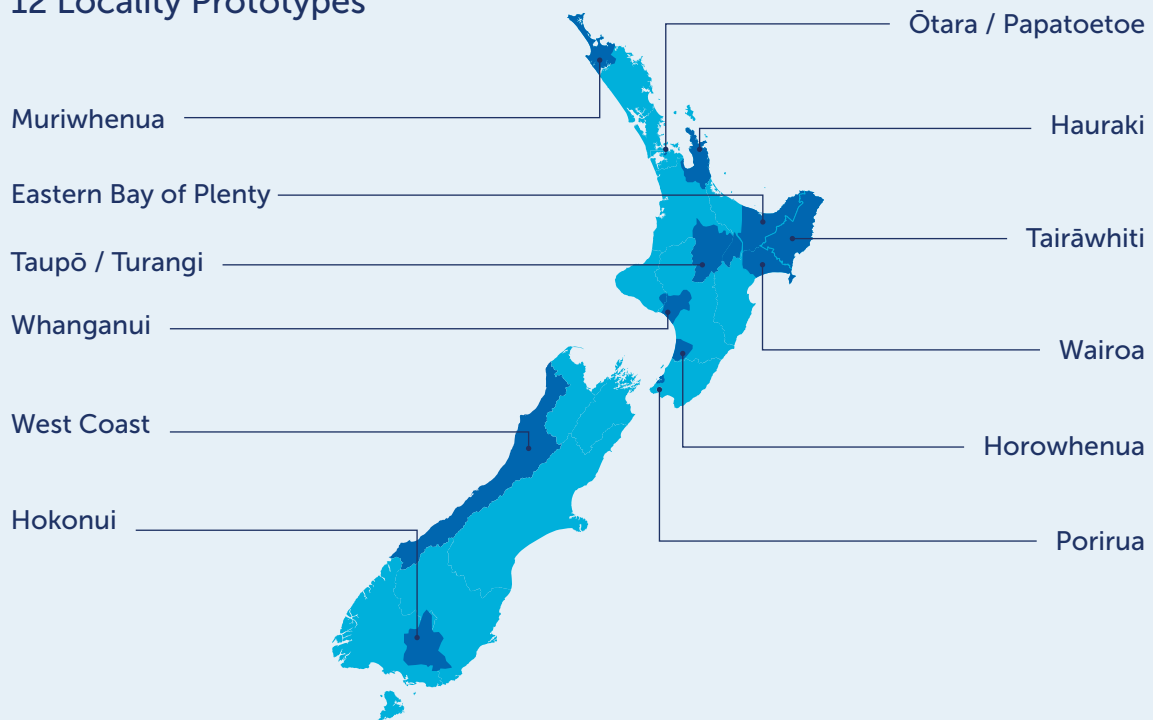 12 Locality Prototypes
Ōtara / Papatoetoe
Muriwhenua
Hauraki
Eastern Bay of Plenty
Tairāwhiti
Taupō / Turangi
Whanganui
Wairoa
West Coast
Horowhenua
Hokonui
Porirua